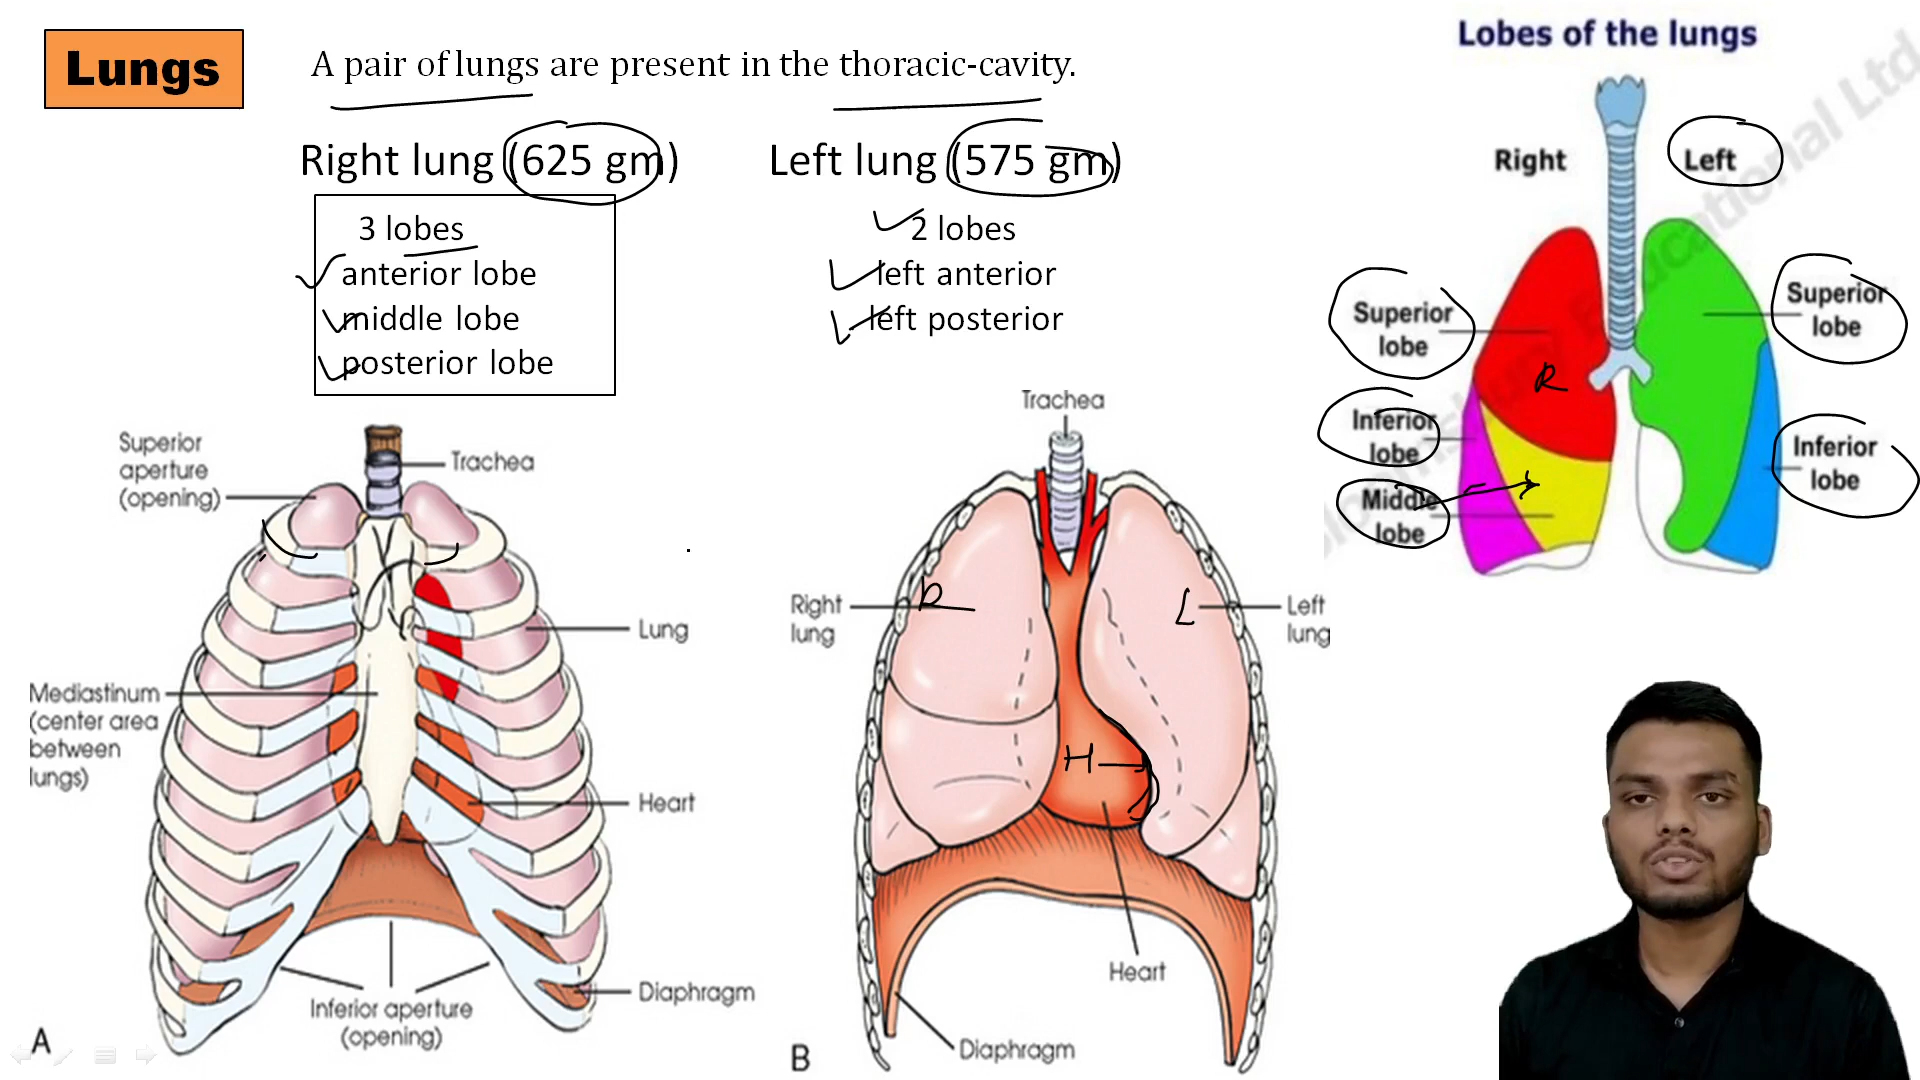 Lungs
A pair of lungs are present in the thoracic-cavity.
Right lung (625 gm)
3 lobes
anterior lobe
middle lobe
posterior lobe
Left lung (575 gm)
2 lobes
left anterior
left posterior
Lobes of the lungs
Right
Left
Superior
lobe
Inferior
lobe
Middle
lobe
R
Superior
lobe
Inferior
lobe
Superior
aperture
(opening)
Trachea
Lung
Mediastinum
(center area
between
lungs)
Heart
Inferior aperture
(opening)
Diaphragm
A
Trachea
Right
lung
L
Left
lung
H
Heart
Diaphragm
B